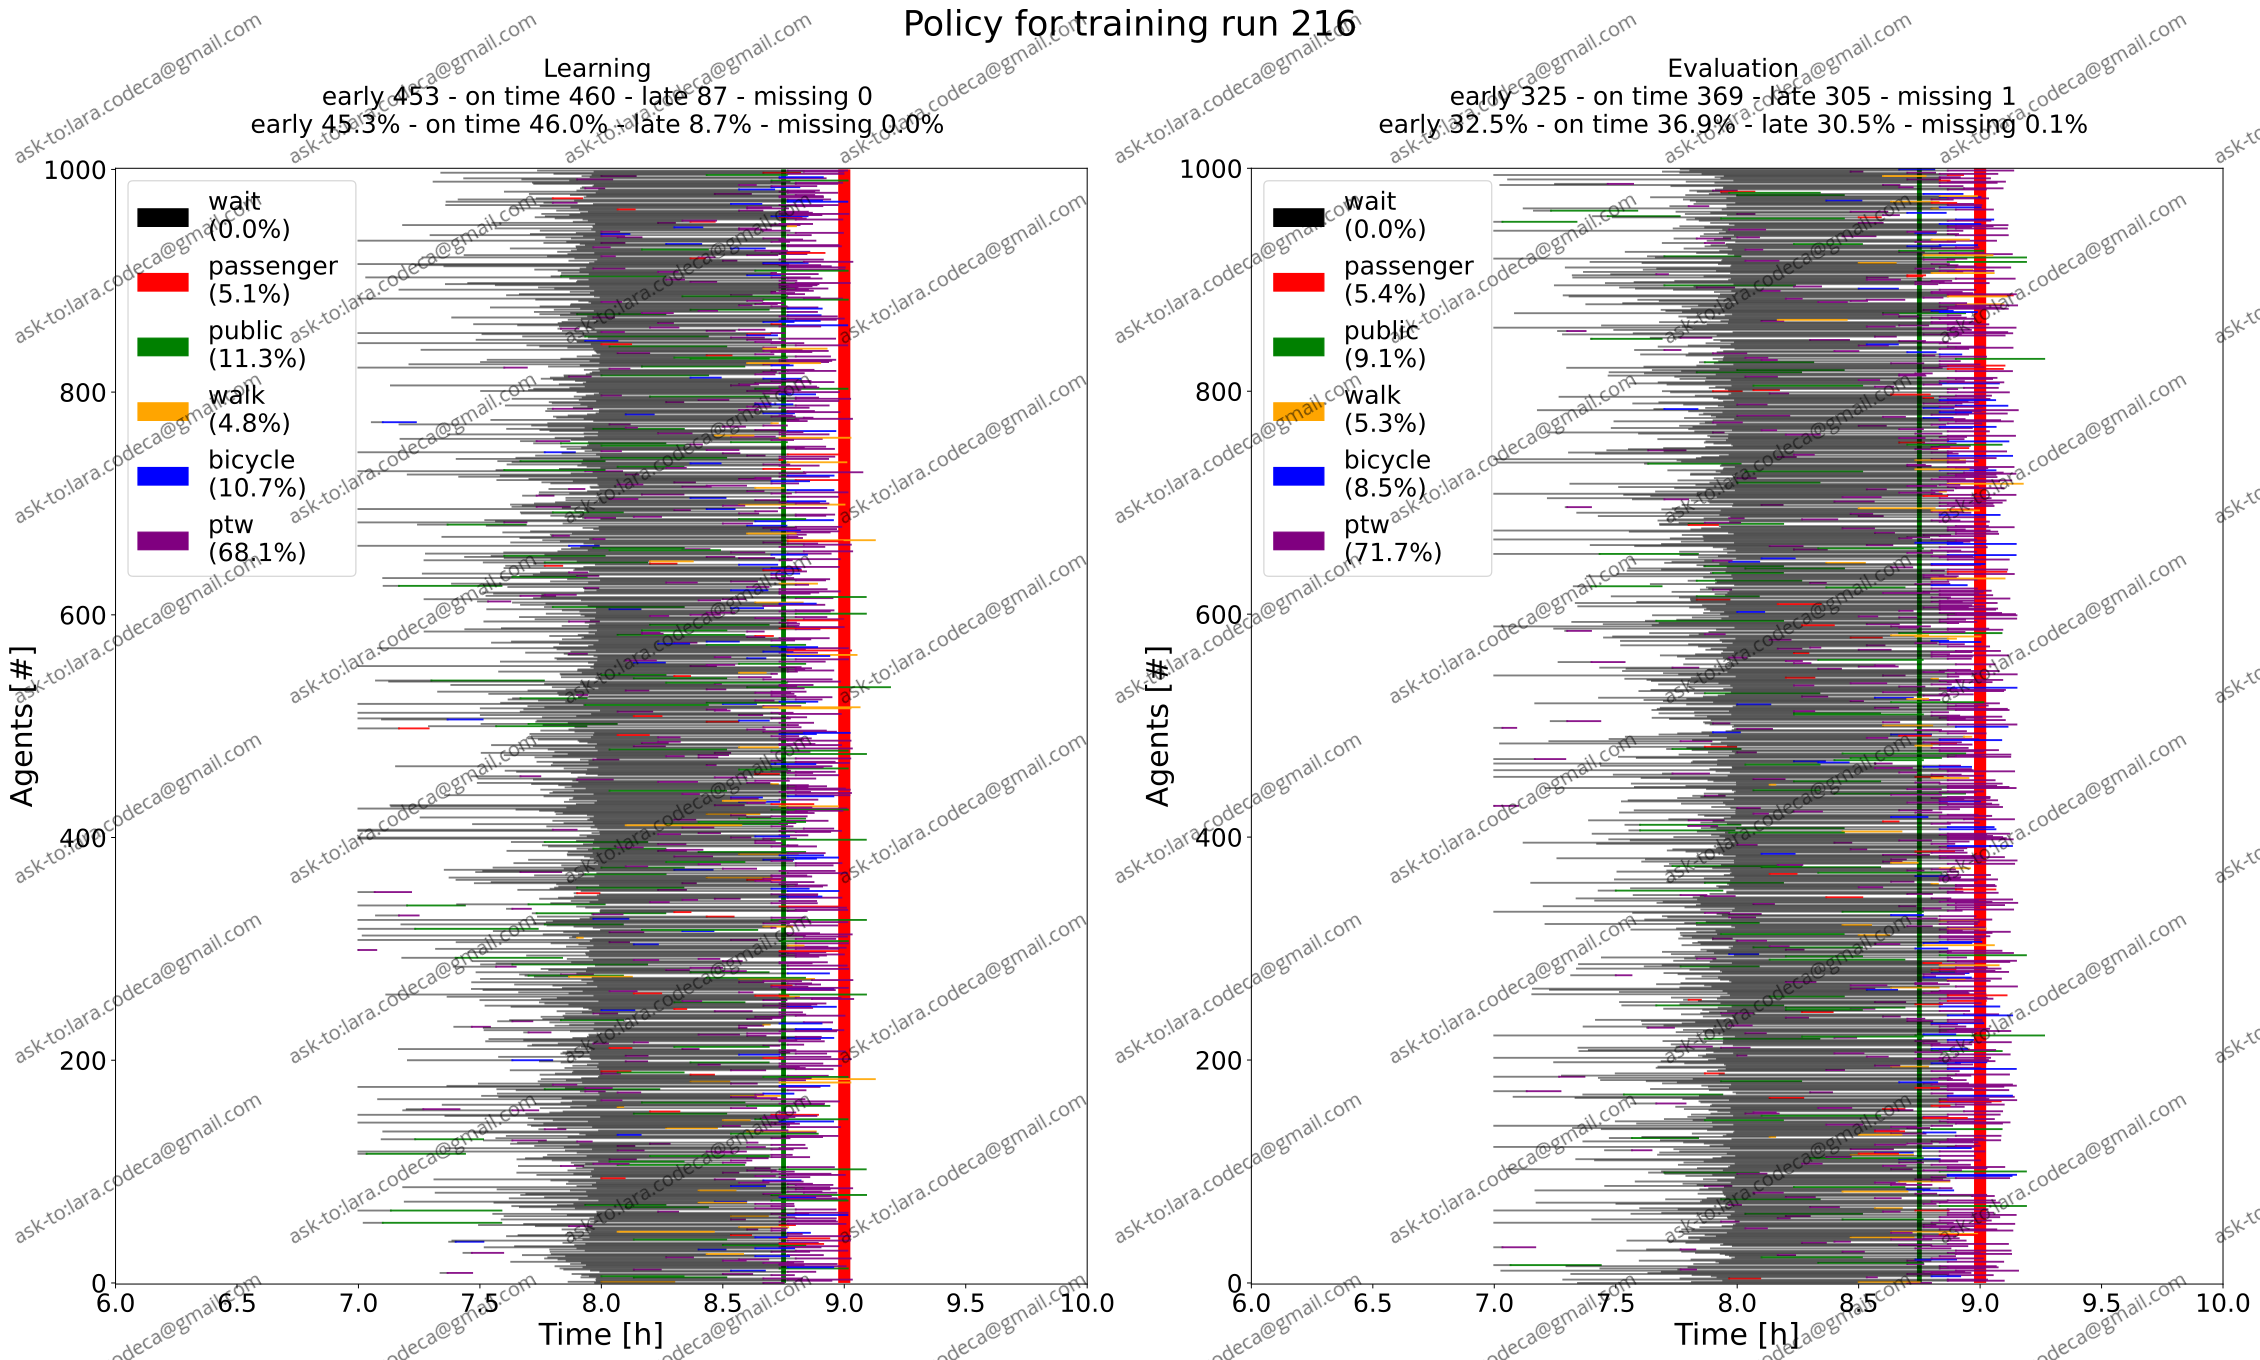 Policy for training run 216
Learning
early 453 - on time 460 - late 87 - missing 0
early 45.3% - on time 46.0% - late 8.7% - missing 0.0%
1000
800
600
400
200
0
Agents [#]
wait
(0.0%)
passenger
(5.1%)
public
(11.3%)
walk
(4.8%)
bicycle
(10.7%)
ptw
(68.1%)
6.0 6.5 7.0 7.5 8.0 8.5 9.0 9.5 10.0
Time [h]
Evaluation
early 325 - on time 369 - late 305 - missing 1
early 32.5% - on time 36.9% - late 30.5% - missing 0.1%
1000
800
600
400
200
0
Agents [#]
wait
(0.0%)
passenger
(5.4%)
public
(9.1%)
walk
(5.3%)
bicycle
(8.5%)
ptw
(71.7%)
6.0 6.5 7.0 7.5 8.0 8.5 9.0 9.5 10.0
Time [h]
ask-to:lara.codeca@gmail.com